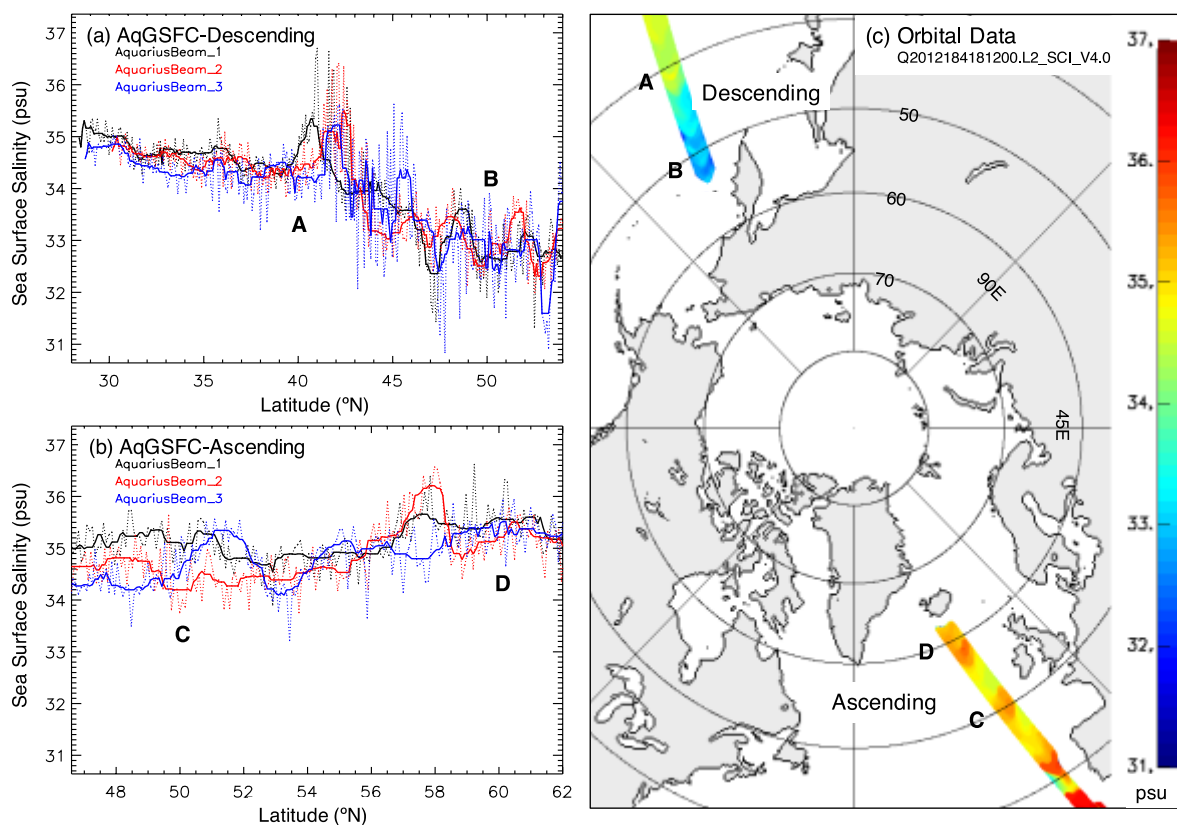 (a) AqGSFC-Descending
AquariusBeam_1
AquariusBeam_2
AquariusBeam_3
Sea Surface Salinity (psu)
37
36
35
34
33
32
31
A
B
30
35
40
45
50
Latitude (ºN)
(b) AqGSFC-Ascending
AquariusBeam_1
AquariusBeam_2
AquariusBeam_3
Sea Surface Salinity (psu)
37
36
35
34
33
32
31
C
D
48
50
52
54
56
58
60
62
Latitude (ºN)
(c) Orbital Data
Q2012184181200.L2_SCI_V4.0
A
Descending
B
50
60
70
90E
45E
D
Ascending
C
37,
36,
35,
34,
33,
32,
31,
psu